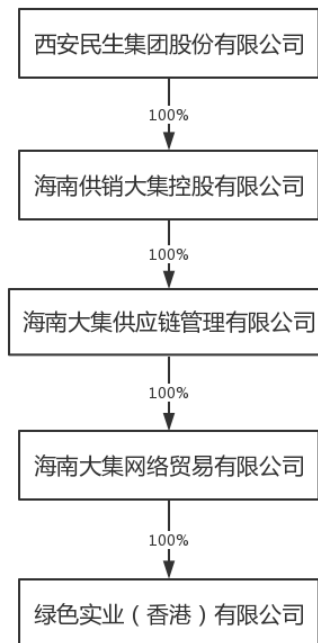 西安民生集团股份有限公司
100%
海南供销大集控股有限公司
100%
海南大集供应链管理有限公司
100%
海南大集网络贸易有限公司
100%
绿色实业（香港）有限公司